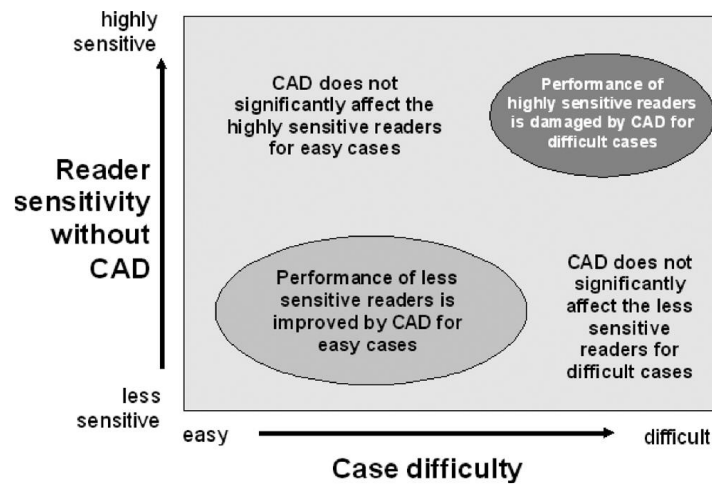 highly
sensitive
Reader
sensitivity
without
CAD
less
sensitive
CAD does not
significantly affect the
highly sensitive readers
for easy cases
Performance of
highly sensitive readers
is damaged by CAD for
difficult cases
Performance of less
sensitive readers is
improved by CAD for
easy cases
CAD does not
significantly
affect the less
sensitive
readers for
difficult cases
easy
difficult
Case difficulty